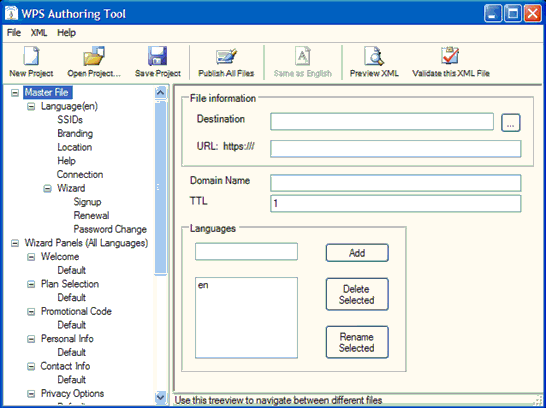 WPS Authoring Tool
File XML Help
New Project Open Project... Save Project Publish All Files Same as English Preview XML Validate this XML File
Master File
Language(en)
SSIDs
Branding
Location
Help
Connection
Wizard
Signup
Renewal
Password Change
Wizard Panels (All Languages)
Welcome
Default
Plan Selection
Default
Promotional Code
Default
Personal Info
Default
Contact Info
Default
Privacy Options
File information
Destination
...
URL: https:///
Domain Name
TTL
1
Languages
Add
en
Delete
Selected
Rename
Selected
Use this treeview to navigate between different files